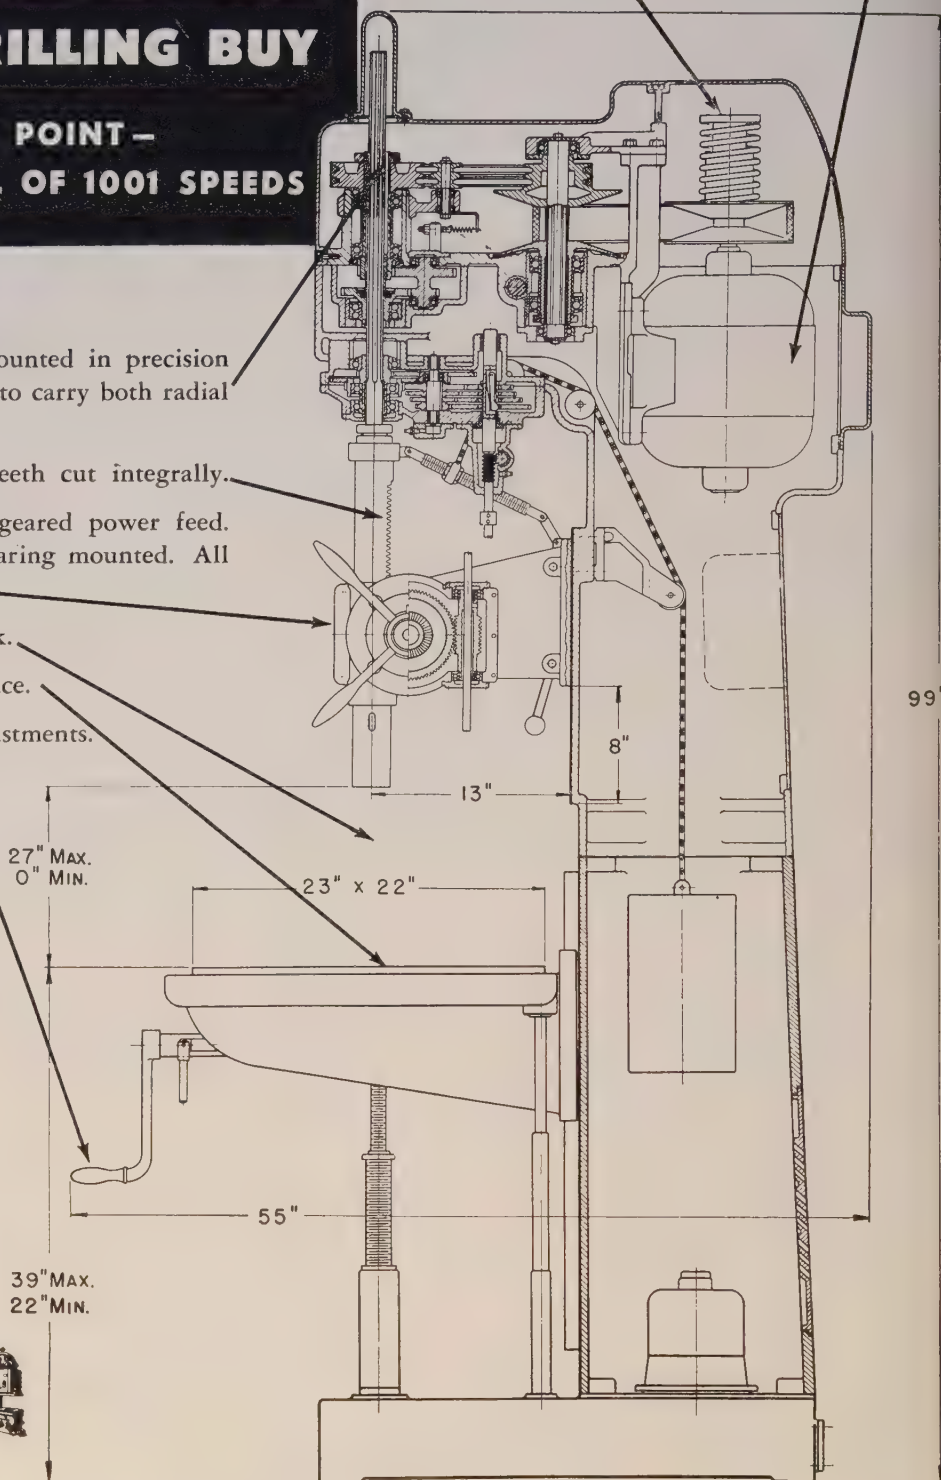 RILLING BUY
POINT—
OF 1001 SPEEDS
ounted in precision
to carry both radial
eeth cut integrally.
geared power feed.
aring mounted. All
k.
ce.
stments.
99"
8"
13"
27" MAX.
0" MIN.
23" x 22"
55"
39" MAX.
22" MIN.